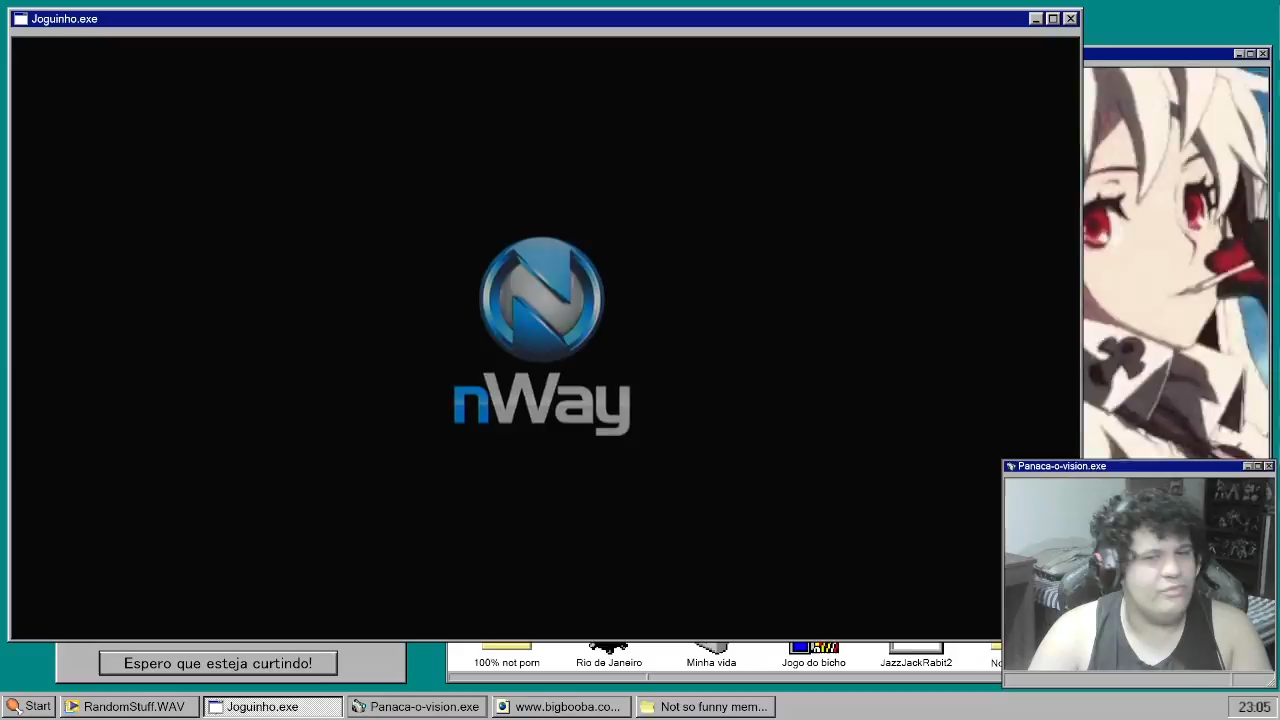 Joguinho.exe
nWay
Panaca-o-vision.exe
Espero que esteja curtindo!
100% not porn
Rio de Janeiro
Minha vida
Jogo do bicho
JazzJackRabbit2
Start
RandomStuff.WAV
Joguinho.exe
Panaca-o-vision.exe
www.bigbooba.co...
Not so funny mem...
23:05